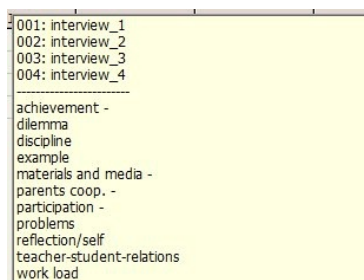 001: interview_1
002: interview_2
003: interview_3
004: interview_4
------------------------
achievement -
dilemma
discipline
example
materials and media -
parents coop. -
participation -
problems
reflection/self
teacher-student-relations
work load